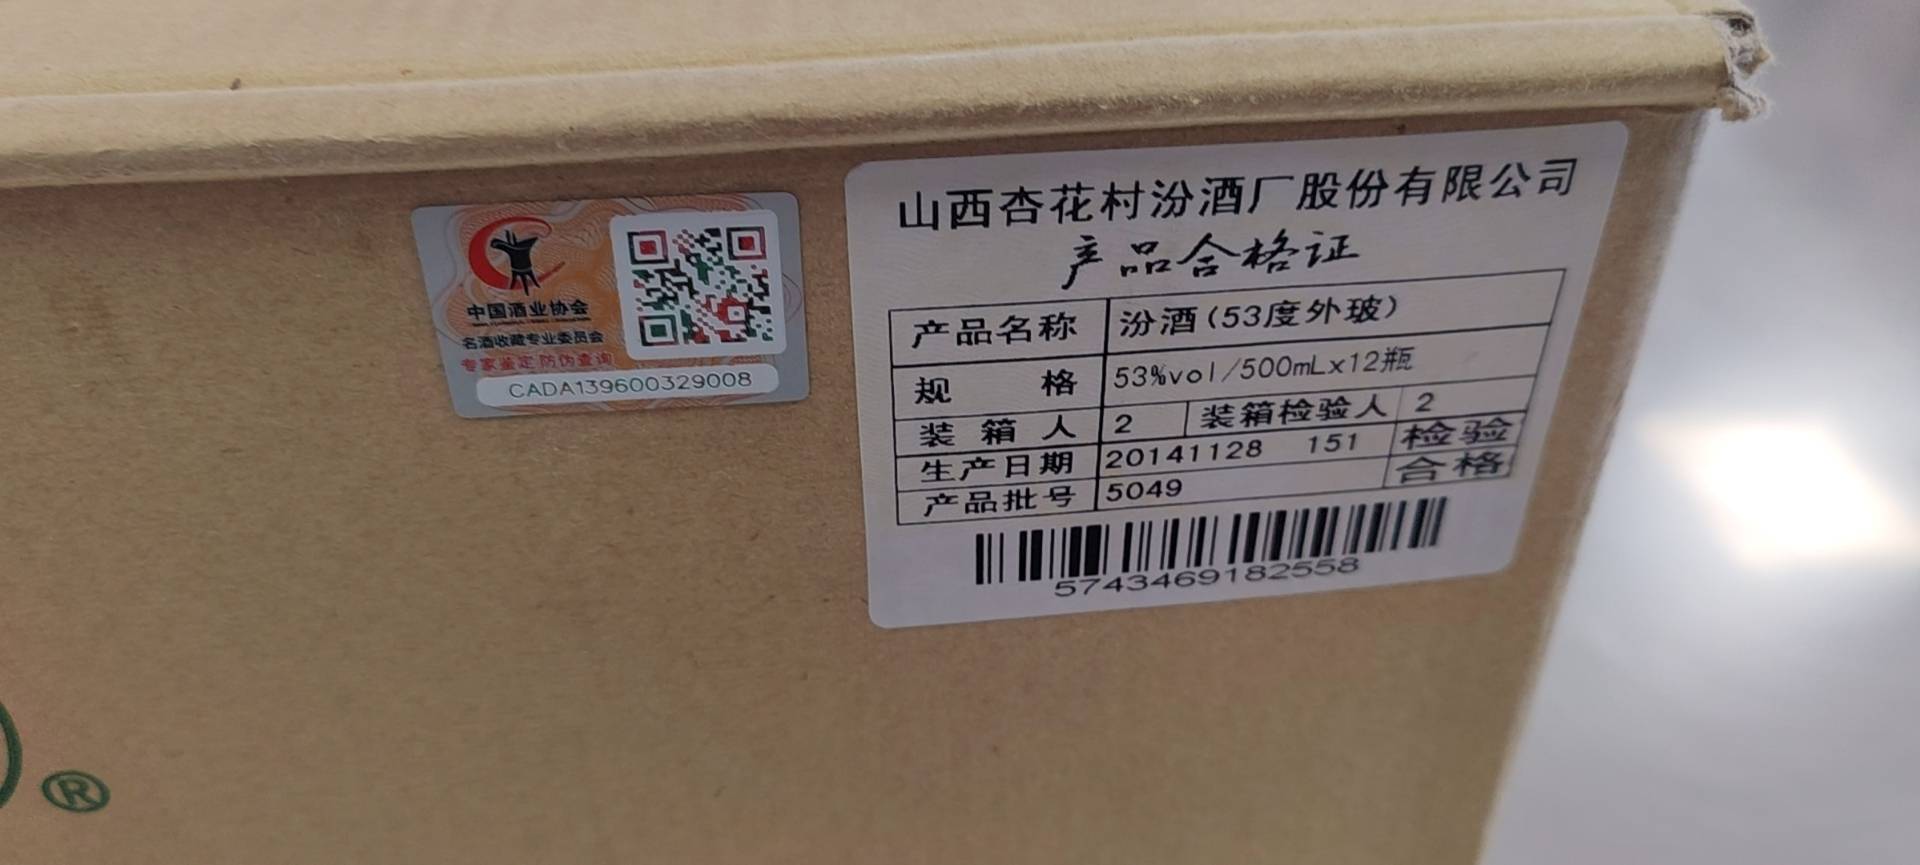 中国酒业协会
名酒收藏专业委员会
专家鉴定 防伪查询
CADA139600329008
山西杏花村汾酒厂股份有限公司
产品合格证
产品名称 汾酒(53度外玻)
规 格 53%vol/500mLx12瓶
装 箱 人 2 装箱检验人 2
生产日期 20141128 151 检验
产品批号 5049 合格
5743469182558
®